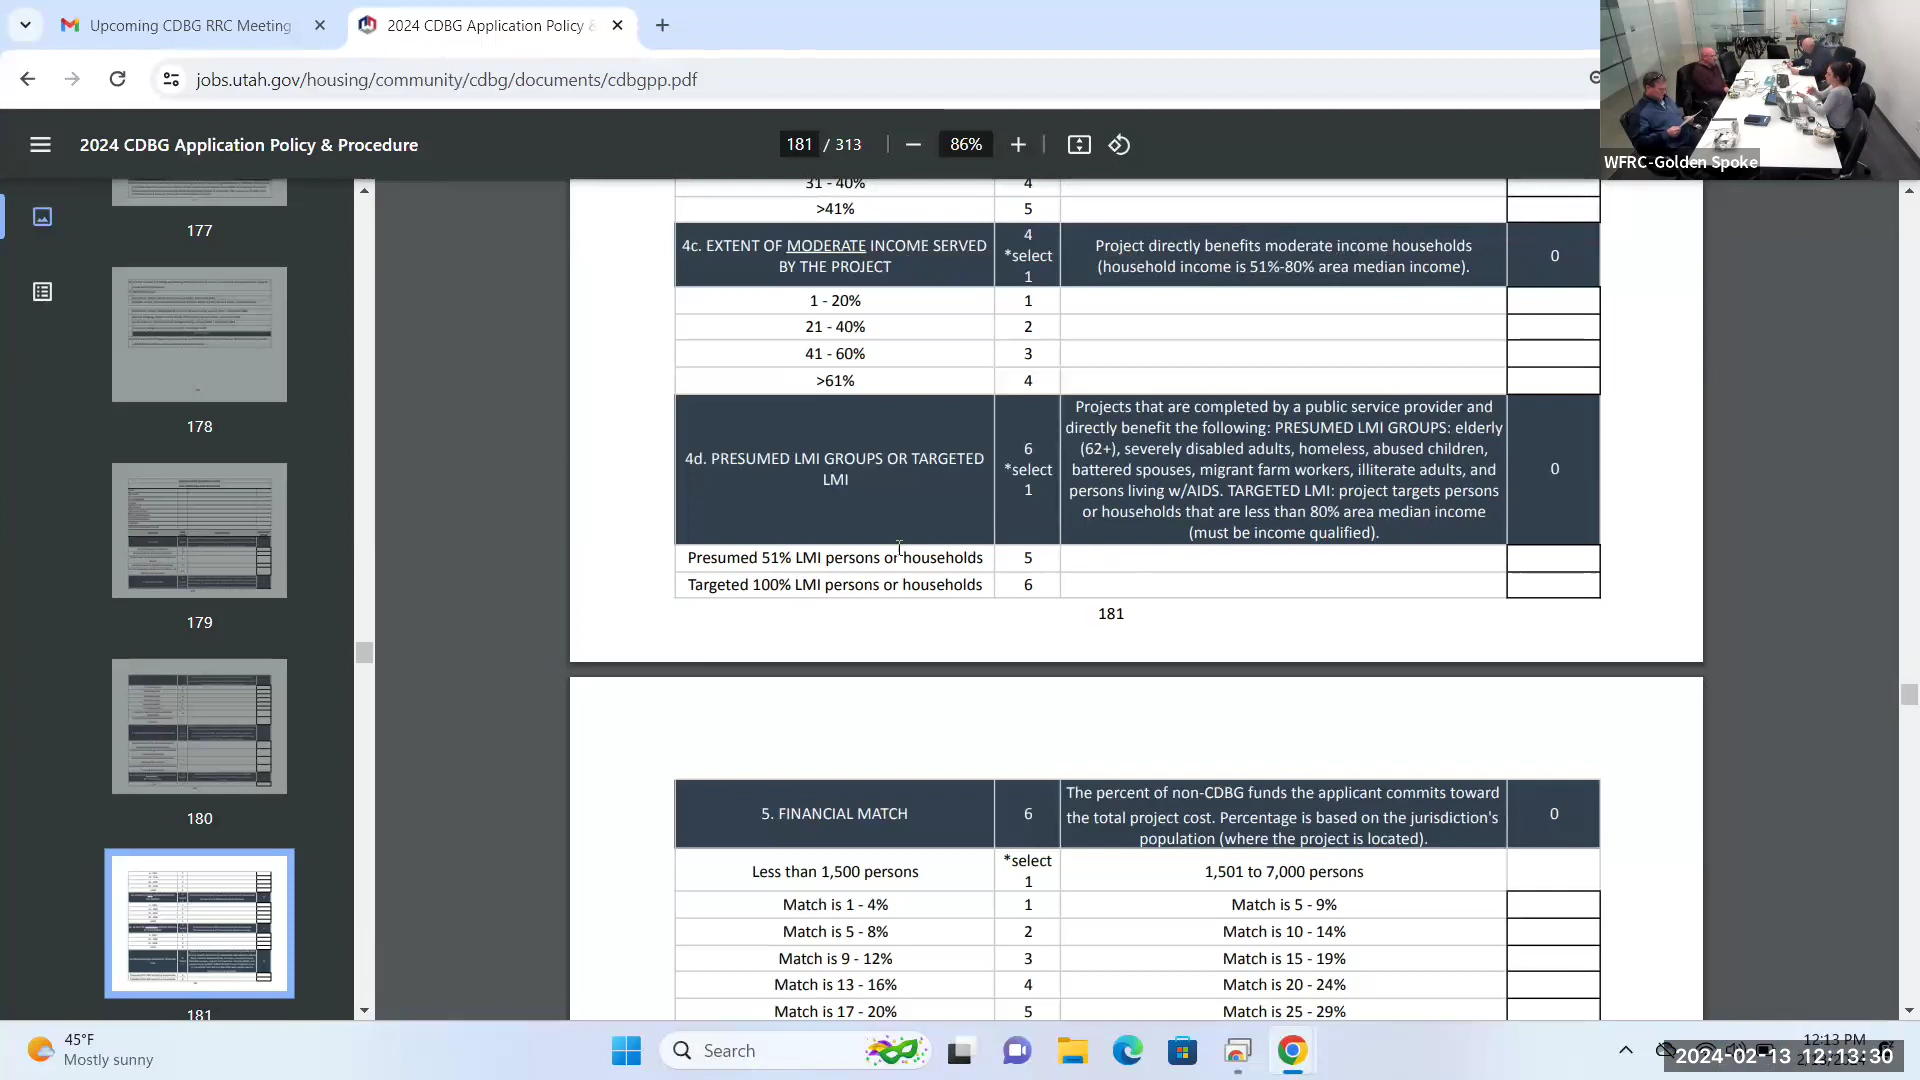 Upcoming CDBG RRC Meeting
2024 CDBG Application Policy &
jobs.utah.gov/housing/community/cdbg/documents/cdbgpp.pdf
WFRC-Golden Spoke
2024 CDBG Application Policy & Procedure
181 / 313
86%
177
178
179
180
181
31 - 40% 4
>41% 5
4c. EXTENT OF MODERATE INCOME SERVED
BY THE PROJECT
4
*select
1
Project directly benefits moderate income households
(household income is 51%-80% area median income).
0
1 - 20% 1
21 - 40% 2
41 - 60% 3
>61% 4
4d. PRESUMED LMI GROUPS OR TARGETED
LMI
6
*select
1
Projects that are completed by a public service provider and
directly benefit the following: PRESUMED LMI GROUPS: elderly
(62+), severely disabled adults, homeless, abused children,
battered spouses, migrant farm workers, illiterate adults, and
persons living w/AIDS. TARGETED LMI: project targets persons
or households that are less than 80% area median income
(must be income qualified).
0
Presumed 51% LMI persons or households 5
Targeted 100% LMI persons or households 6
181
5. FINANCIAL MATCH
6
The percent of non-CDBG funds the applicant commits toward
the total project cost. Percentage is based on the jurisdiction's
population (where the project is located).
0
Less than 1,500 persons
*select
1
1,501 to 7,000 persons
Match is 1 - 4% 1 Match is 5 - 9%
Match is 5 - 8% 2 Match is 10 - 14%
Match is 9 - 12% 3 Match is 15 - 19%
Match is 13 - 16% 4 Match is 20 - 24%
Match is 17 - 20% 5 Match is 25 - 29%
45°F
Mostly sunny
Search
12:13 PM
2024-02-13 12:13:30